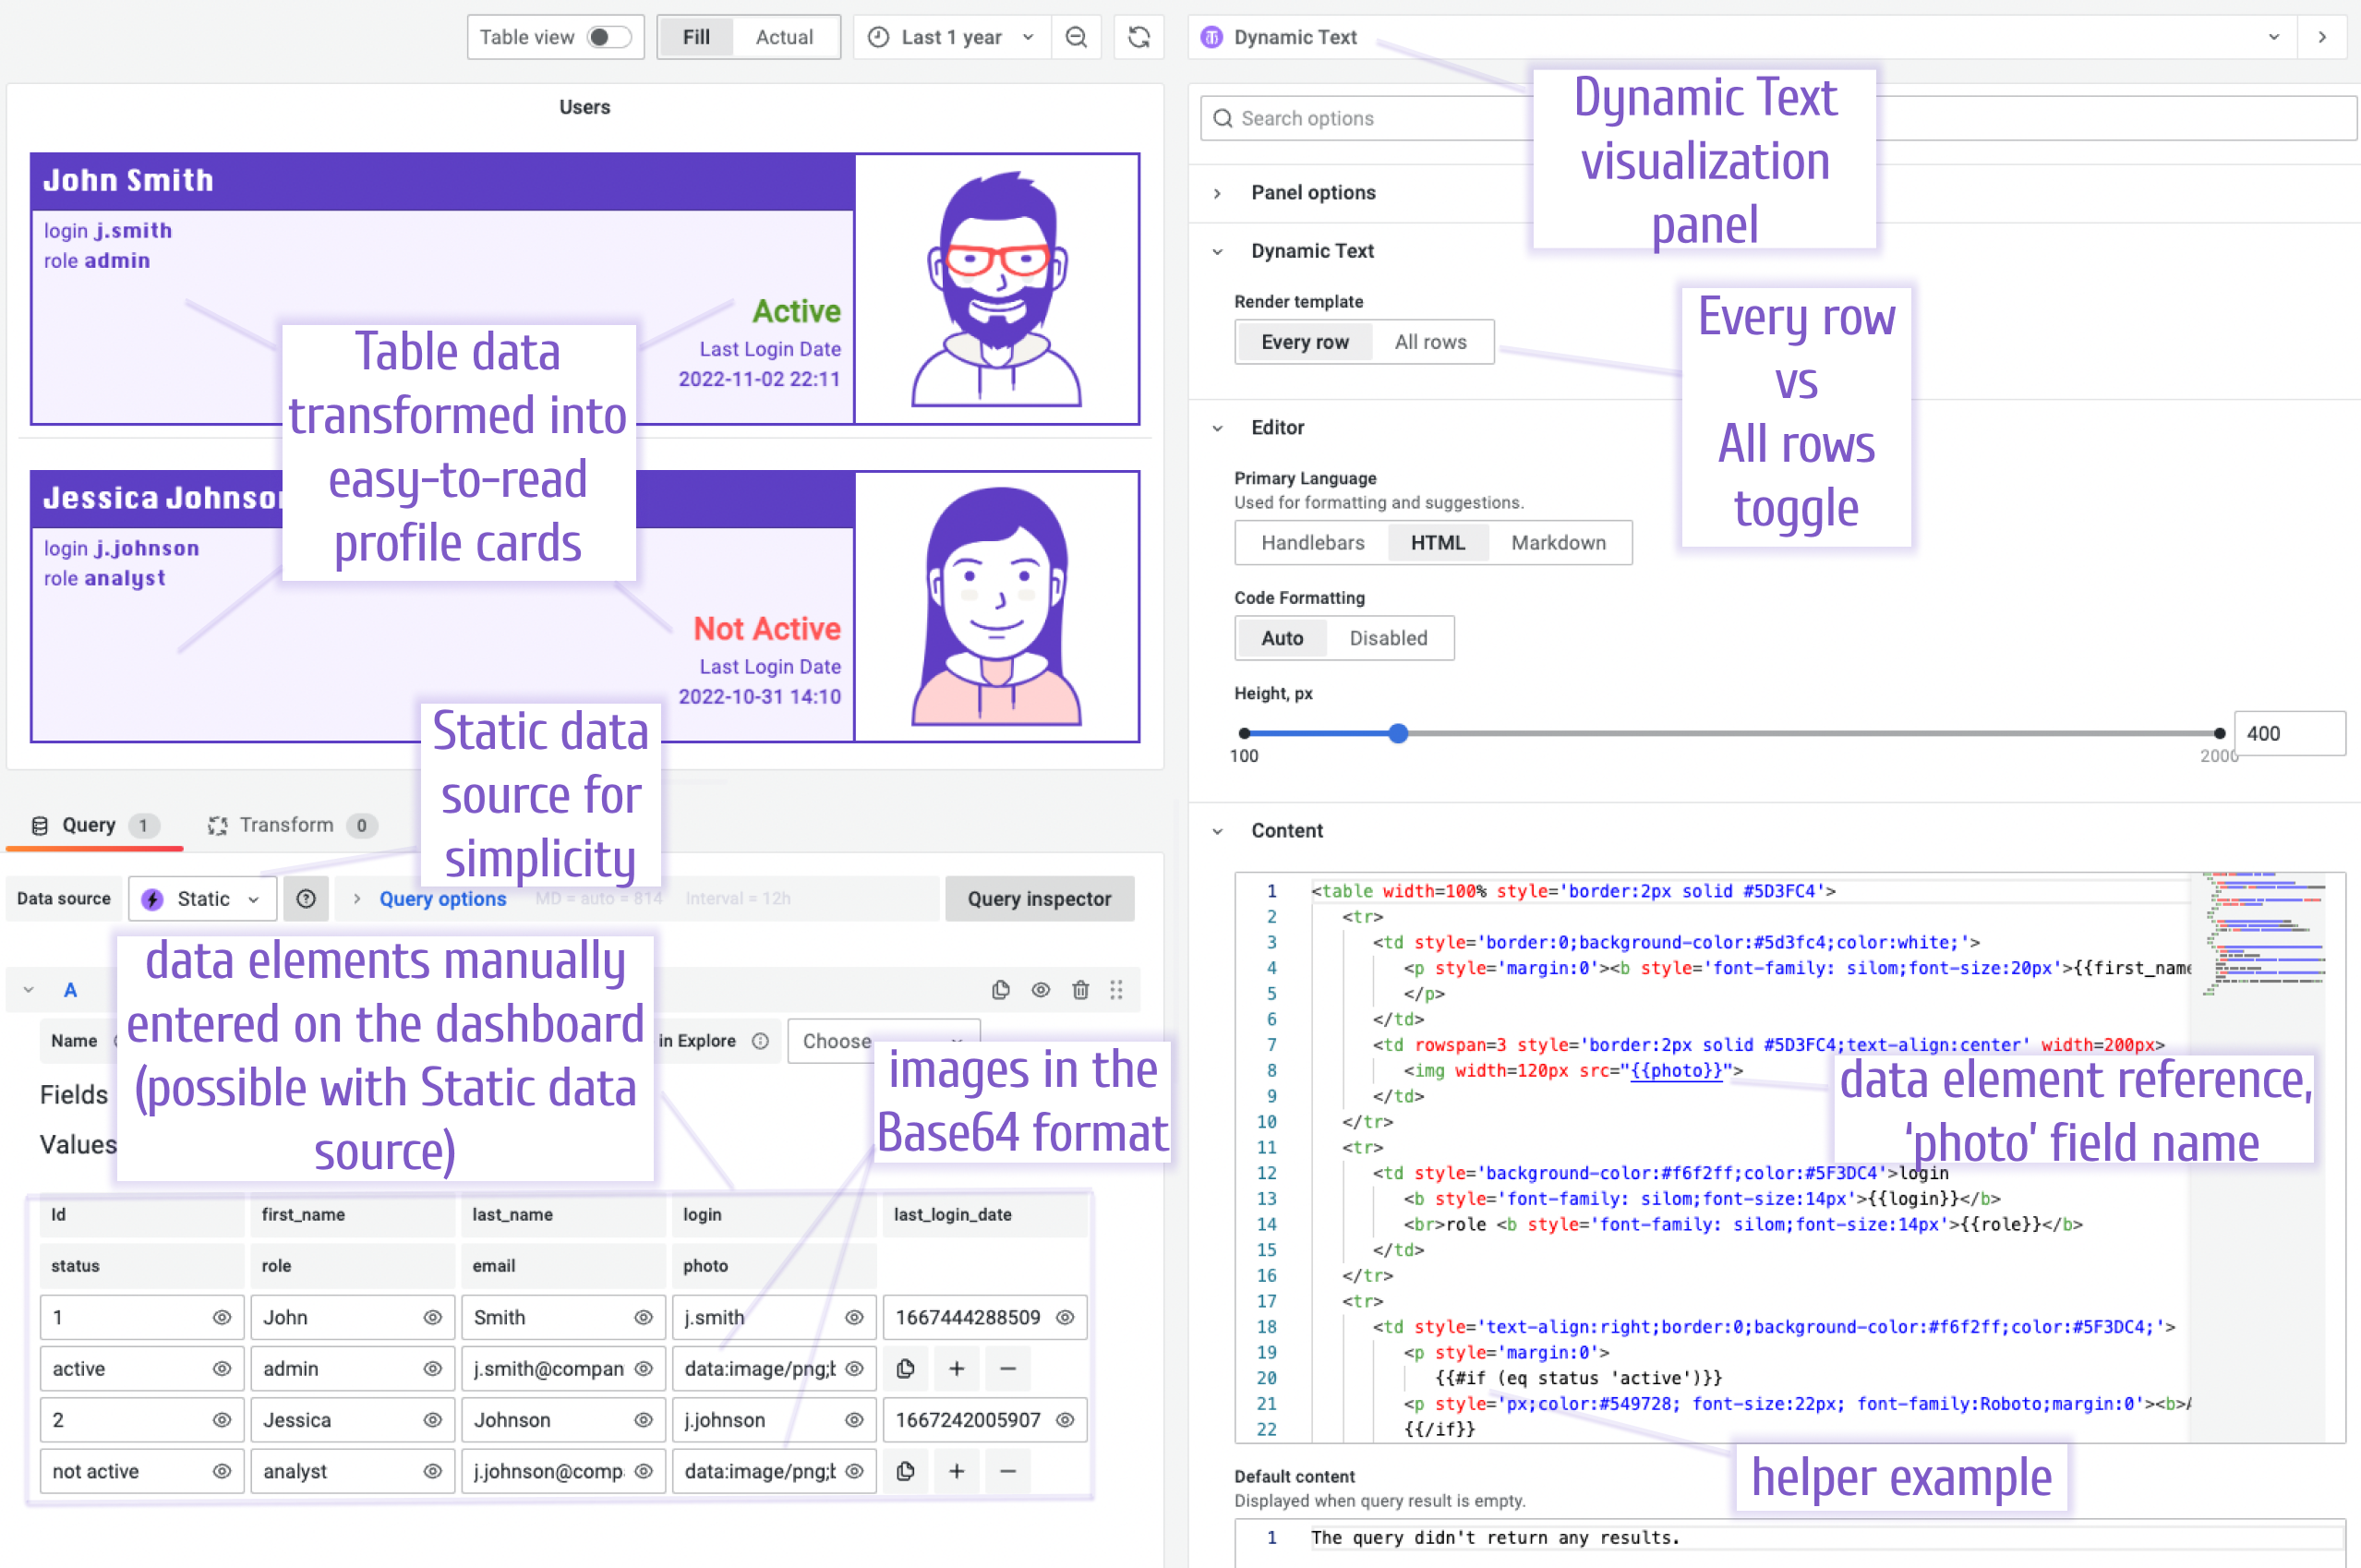 Table view
Fill Actual
Last 1 year
Dynamic Text
Users
John Smith
login j.smith
role admin
Active
Last Login Date
2022-11-02 22:11
Table data
transformed into
easy-to-read
profile cards
Jessica
login j.johnson
role analyst
Not Active
Last Login Date
2022-10-31 14:10
Static data
source for
simplicity
Query 1
Transform 0
Data source
Static
Query options
MD = auto = 814 Interval = 12h
Query inspector
data elements manually
entered on the dashboard
(possible with Static data
source)
A
Name
in Explore
Choose
images in the
Base64 format
Fields
Values
Id first_name last_name login last_login_date
status role email photo
1 John Smith j.smith 1667444288509
active admin j.smith@compan data:image/png;
2 Jessica Johnson j.johnson 1667242005907
not active analyst j.johnson@comp data:image/png;
Search options
Dynamic Text
visualization
panel
Panel options
Dynamic Text
Render template
Every row All rows
Every row
vs
All rows
toggle
Editor
Primary Language
Used for formatting and suggestions.
Handlebars HTML Markdown
Code Formatting
Auto Disabled
Height, px
100
2000
400
Content
1 <table width=100% style='border:2px solid #5D3FC4'>
2 <tr>
3 <td style='border:0;background-color:#5d3fc4;color:white;'>
4 <p style='margin:0'><b style='font-family: silom;font-size:20px'>{{first_name
5 </p>
6 </td>
7 <td rowspan=3 style='border:2px solid #5D3FC4;text-align:center' width=200px>
8 <img width=120px src="{{photo}}">
9 </td>
10 </tr>
11 <tr>
12 <td style='background-color:#f6f2ff;color:#5F3DC4'>login
13 <b style='font-family: silom;font-size:14px'>{{login}}</b>
14 <br>role <b style='font-family: silom;font-size:14px'>{{role}}</b>
15 </td>
16 </tr>
17 <tr>
18 <td style='text-align:right;border:0;background-color:#f6f2ff;color:#5F3DC4;'>
19 <p style='margin:0'>
20 {{#if (eq status 'active')}}
21 <p style='px;color:#549728; font-size:22px; font-family:Roboto;margin:0'><b>
22 {{/if}}
data element reference,
‘photo’ field name
helper example
Default content
Displayed when query result is empty.
1 The query didn't return any results.